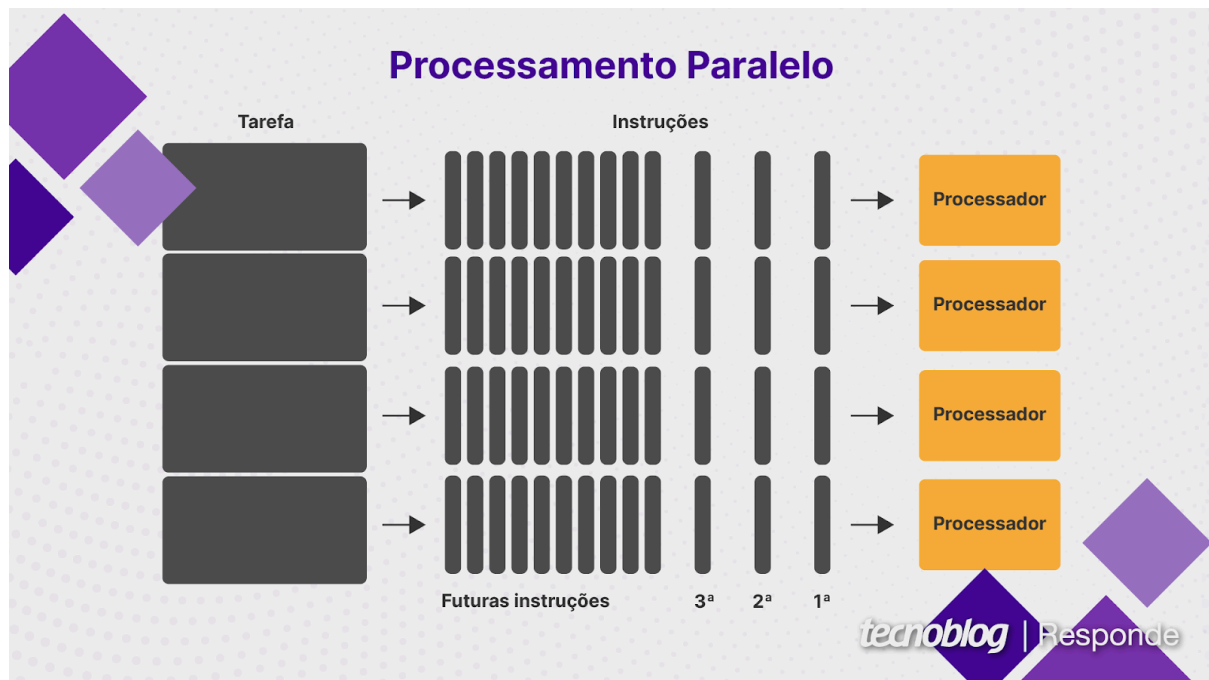 Processamento Paralelo
Tarefa
Instruções
Processador
Processador
Processador
Processador
Futuras instruções
3ª
2ª
1ª
tecnoblog | Responde